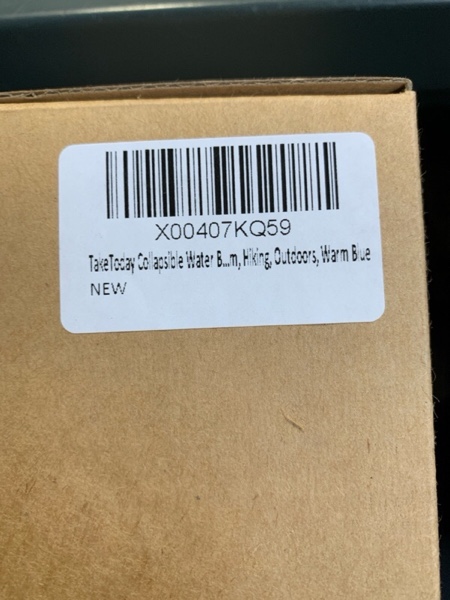 X00407KQ59
TakeToday Collapsible Water B...m, Hiking, Outdoors, Warm Blue
NEW